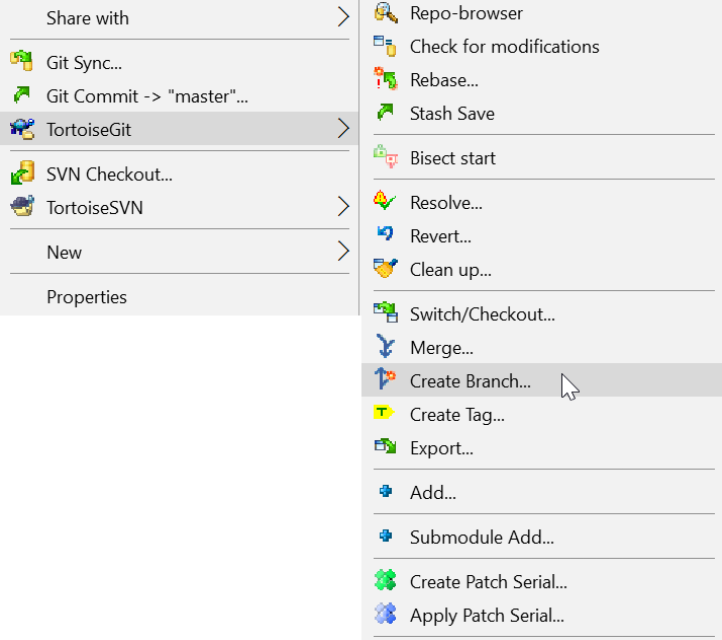 Share with
Git Sync...
Git Commit -> "master"...
TortoiseGit
SVN Checkout...
TortoiseSVN
New
Properties
Repo-browser
Check for modifications
Rebase...
Stash Save
Bisect start
Resolve...
Revert...
Clean up...
Switch/Checkout...
Merge...
Create Branch...
Create Tag...
Export...
Add...
Submodule Add...
Create Patch Serial...
Apply Patch Serial...